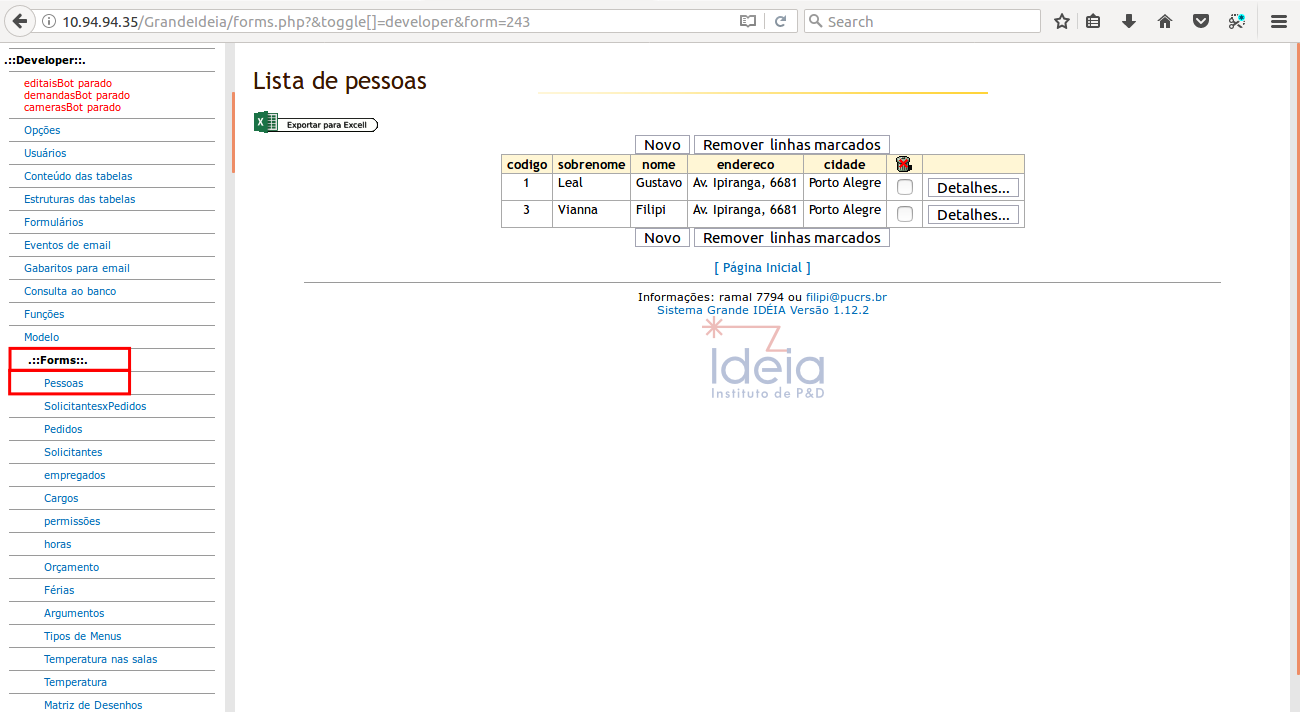 10.94.94.35/GrandeIdeia/forms.php?&toggle[]=developer&form=243
Search
.::Developer::.
editaisBot parado
demandasBot parado
camerasBot parado
Opções
Usuários
Conteúdo das tabelas
Estruturas das tabelas
Formulários
Eventos de email
Gabaritos para email
Consulta ao banco
Funções
Modelo
.::Forms::.
Pessoas
SolicitantesxPedidos
Pedidos
Solicitantes
empregados
Cargos
permissões
horas
Orçamento
Férias
Argumentos
Tipos de Menus
Temperatura nas salas
Temperatura
Matriz de Desenhos
Lista de pessoas
X Exportar para Excell
Novo Remover linhas marcados
codigo sobrenome nome endereco cidade
1 Leal Gustavo Av. Ipiranga, 6681 Porto Alegre Detalhes...
3 Vianna Filipi Av. Ipiranga, 6681 Porto Alegre Detalhes...
Novo Remover linhas marcados
[ Página Inicial ]
Informações: ramal 7794 ou filipi@pucrs.br
Sistema Grande IDÉIA Versão 1.12.2
Ideia
Instituto de P&D